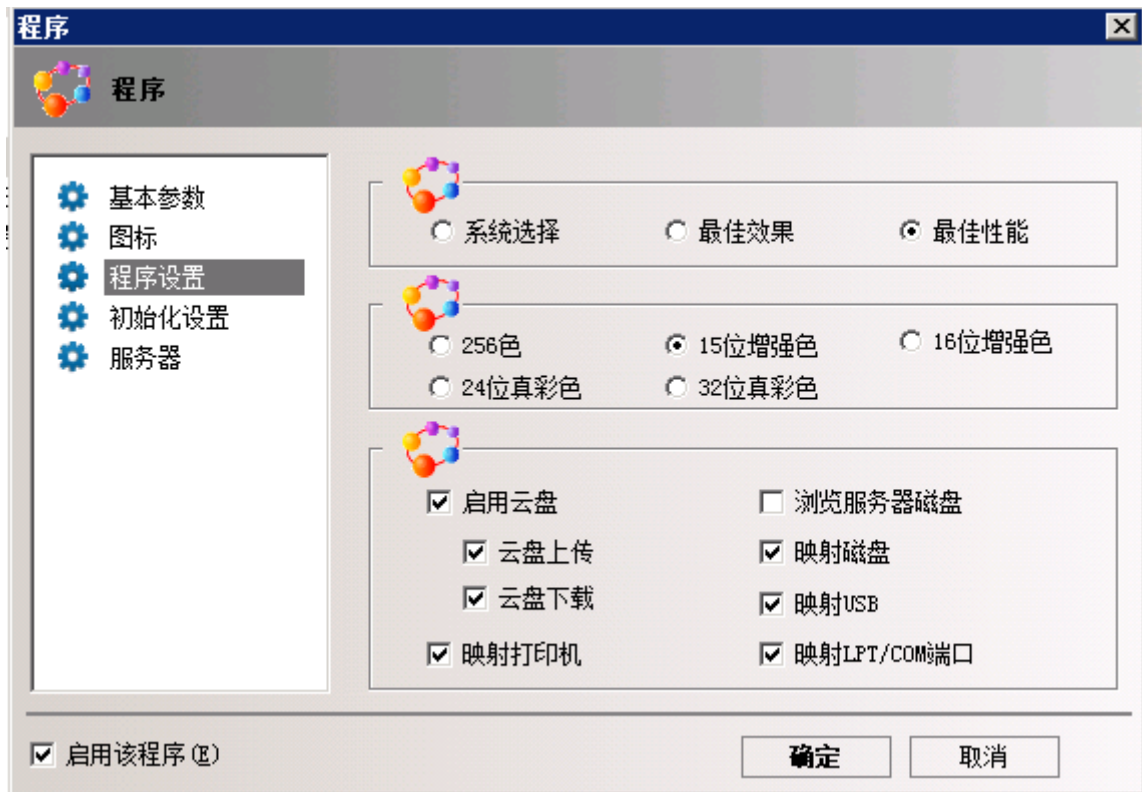 程序
程序
基本参数
图标
程序设置
初始化设置
服务器
系统选择 最佳效果 最佳性能
256色 15位增强色 16位增强色
24位真彩色 32位真彩色
启用云盘 浏览服务器磁盘
云盘上传 映射磁盘
云盘下载 映射USB
映射打印机 映射LPT/COM端口
启用该程序(E) 确定 取消